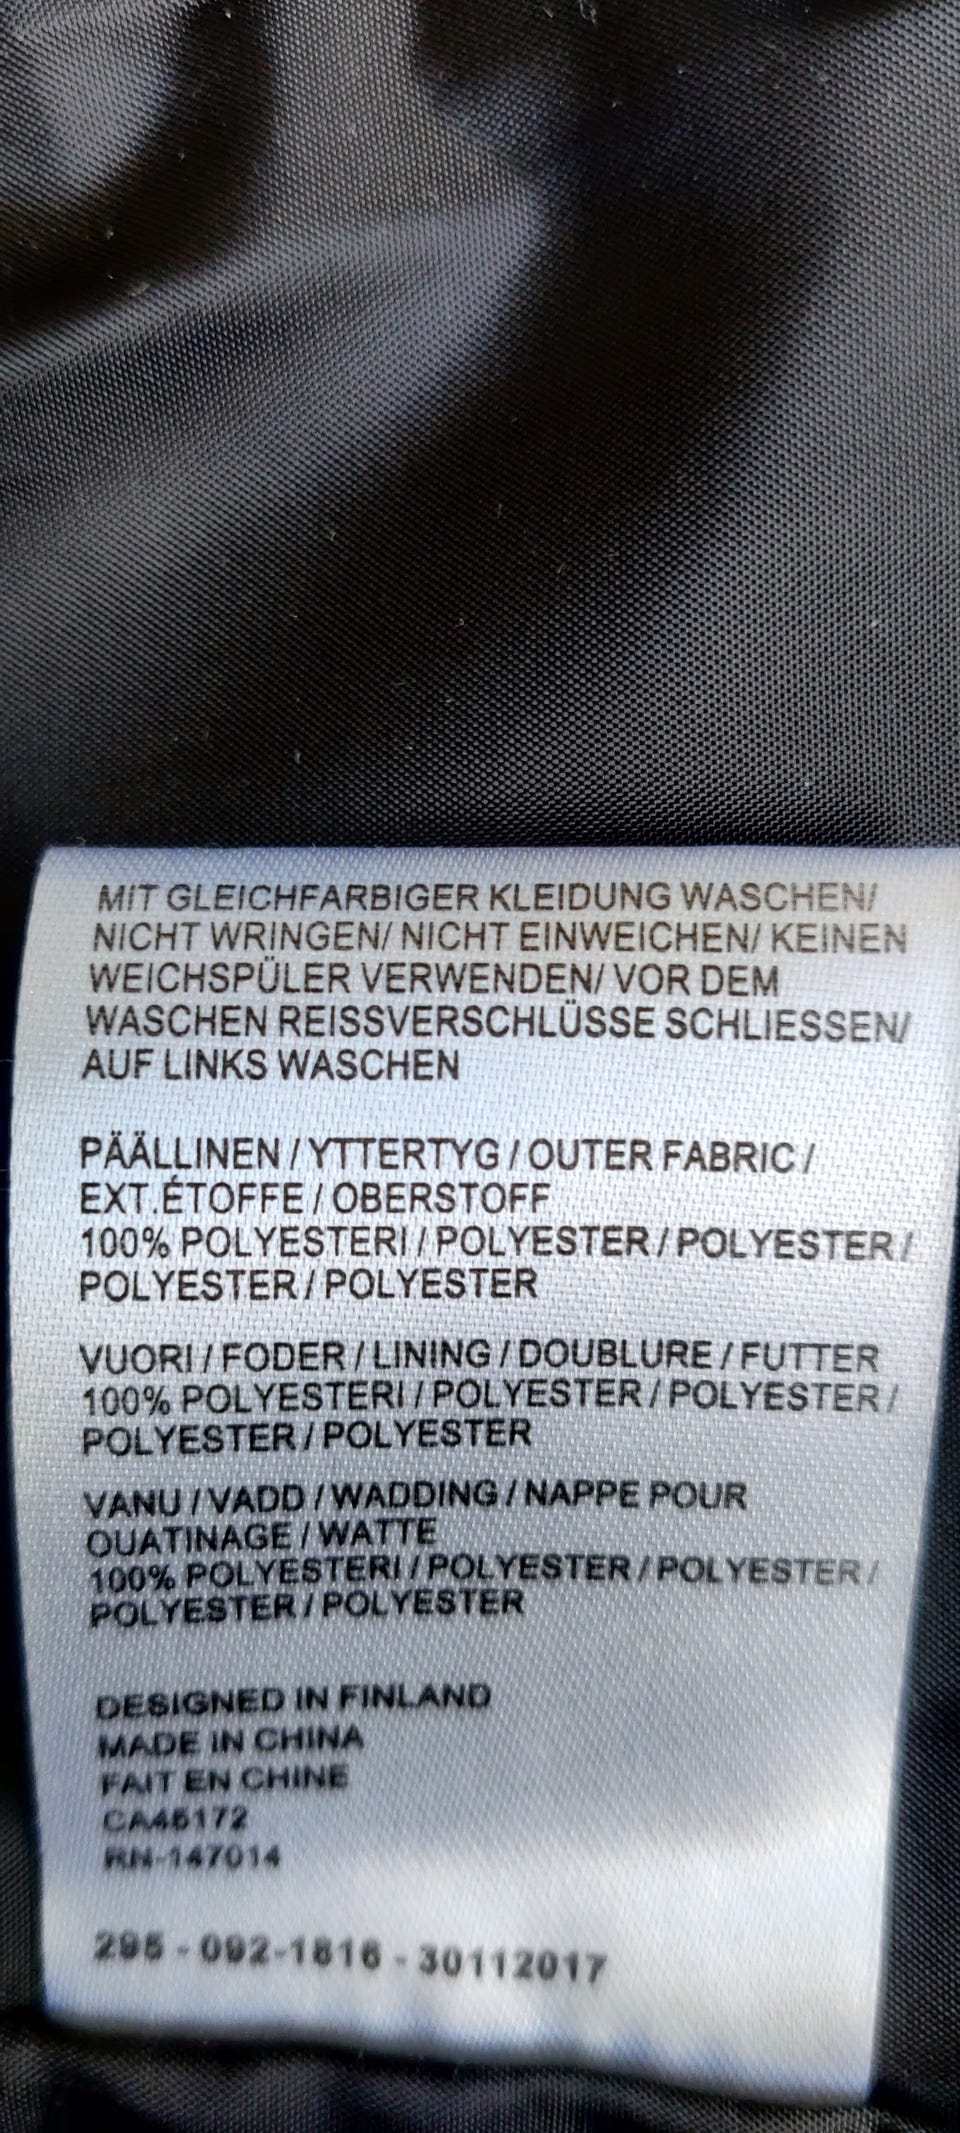 MIT GLEICHFARBIGER KLEIDUNG WASCHEN/
NICHT WRINGEN/ NICHT EINWEICHEN/ KEINEN
WEICHSPÜLER VERWENDEN/ VOR DEM
WASCHEN REISSVERSCHLÜSSE SCHLIESSEN/
AUF LINKS WASCHEN
PÄÄLLINEN / YTTERTYG / OUTER FABRIC /
EXT.ÉTOFFE / OBERSTOFF
100% POLYESTERI / POLYESTER / POLYESTER /
POLYESTER / POLYESTER
VUORI / FODER / LINING / DOUBLURE / FUTTER
100% POLYESTERI / POLYESTER / POLYESTER /
POLYESTER / POLYESTER
VANU / VADD / WADDING / NAPPE POUR
OUATINAGE / WATTE
100% POLYESTERI / POLYESTER / POLYESTER /
POLYESTER / POLYESTER
DESIGNED IN FINLAND
MADE IN CHINA
FAIT EN CHINE
CA46172
RN-147014
295 - 092-1816 - 30112017